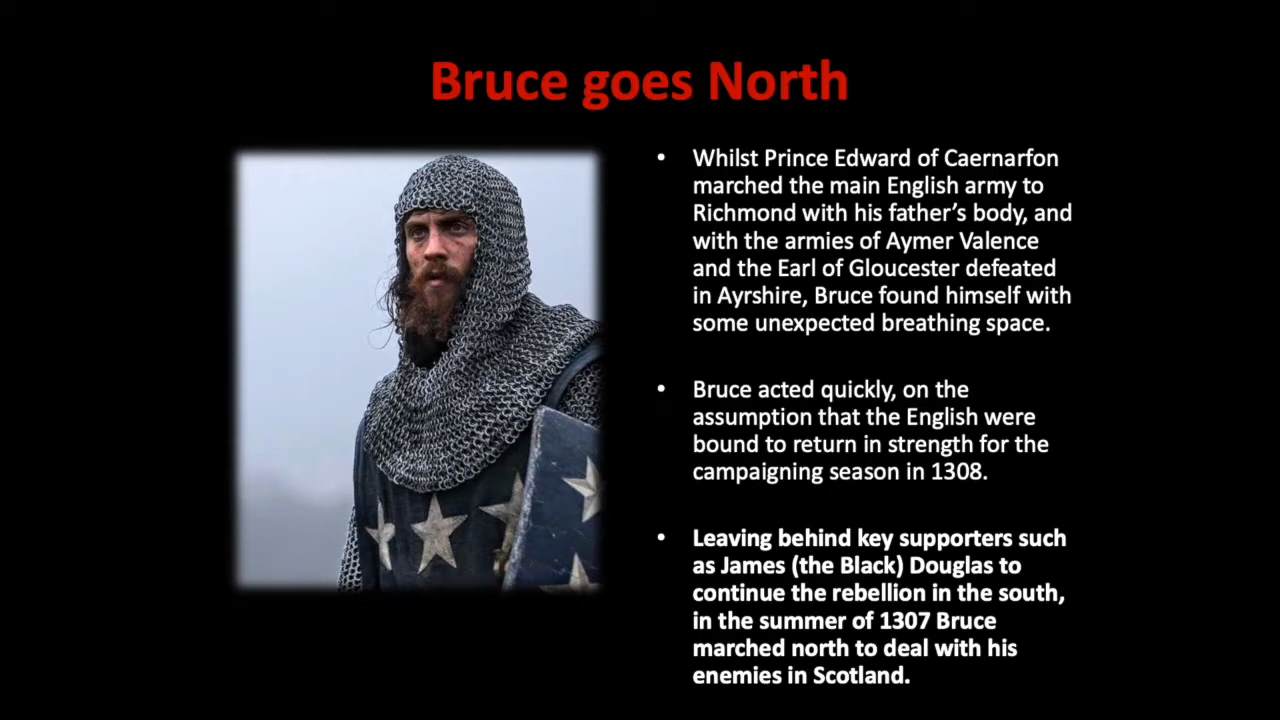 Bruce goes North
• Whilst Prince Edward of Caernarfon
marched the main English army to
Richmond with his father’s body, and
with the armies of Aymer Valence
and the Earl of Gloucester defeated
in Ayrshire, Bruce found himself with
some unexpected breathing space.
• Bruce acted quickly, on the
assumption that the English were
bound to return in strength for the
campaigning season in 1308.
• Leaving behind key supporters such
as James (the Black) Douglas to
continue the rebellion in the south,
in the summer of 1307 Bruce
marched north to deal with his
enemies in Scotland.